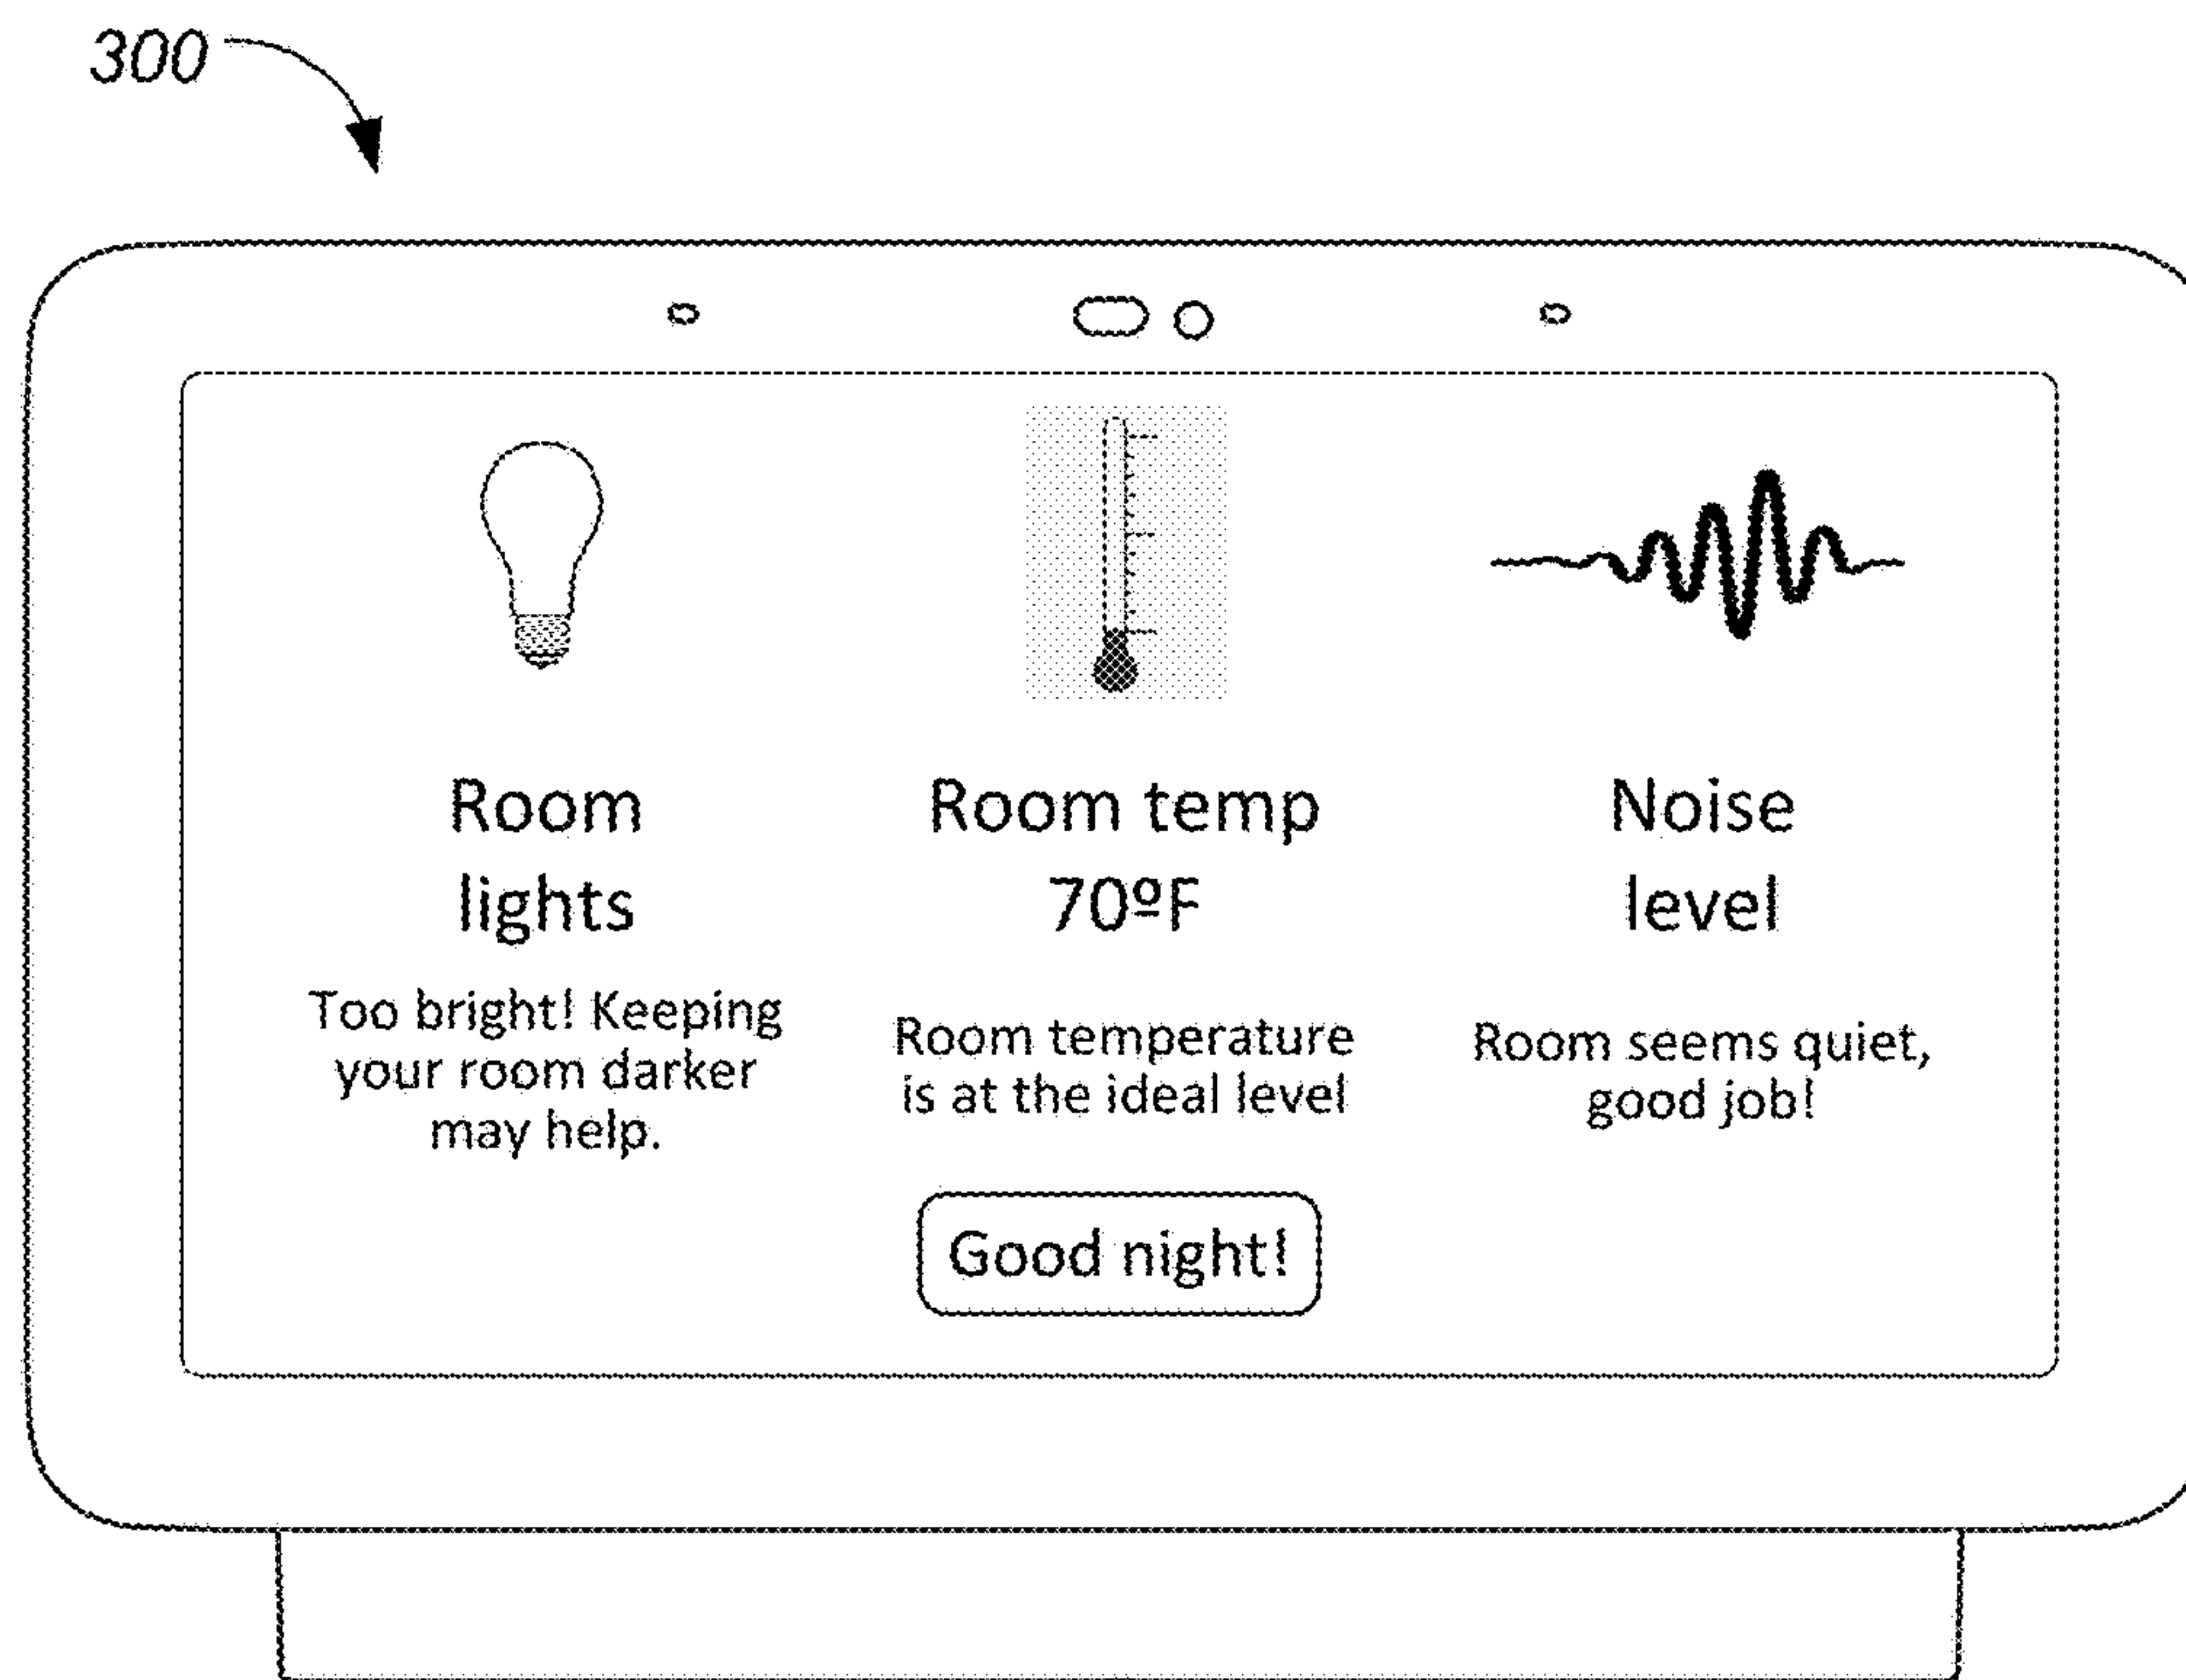 300
Room
lights
Too bright! Keeping
your room darker
may help.
Room temp
70ºF
Room temperature
is at the ideal level
Noise
level
Room seems quiet,
good job!
Good night!